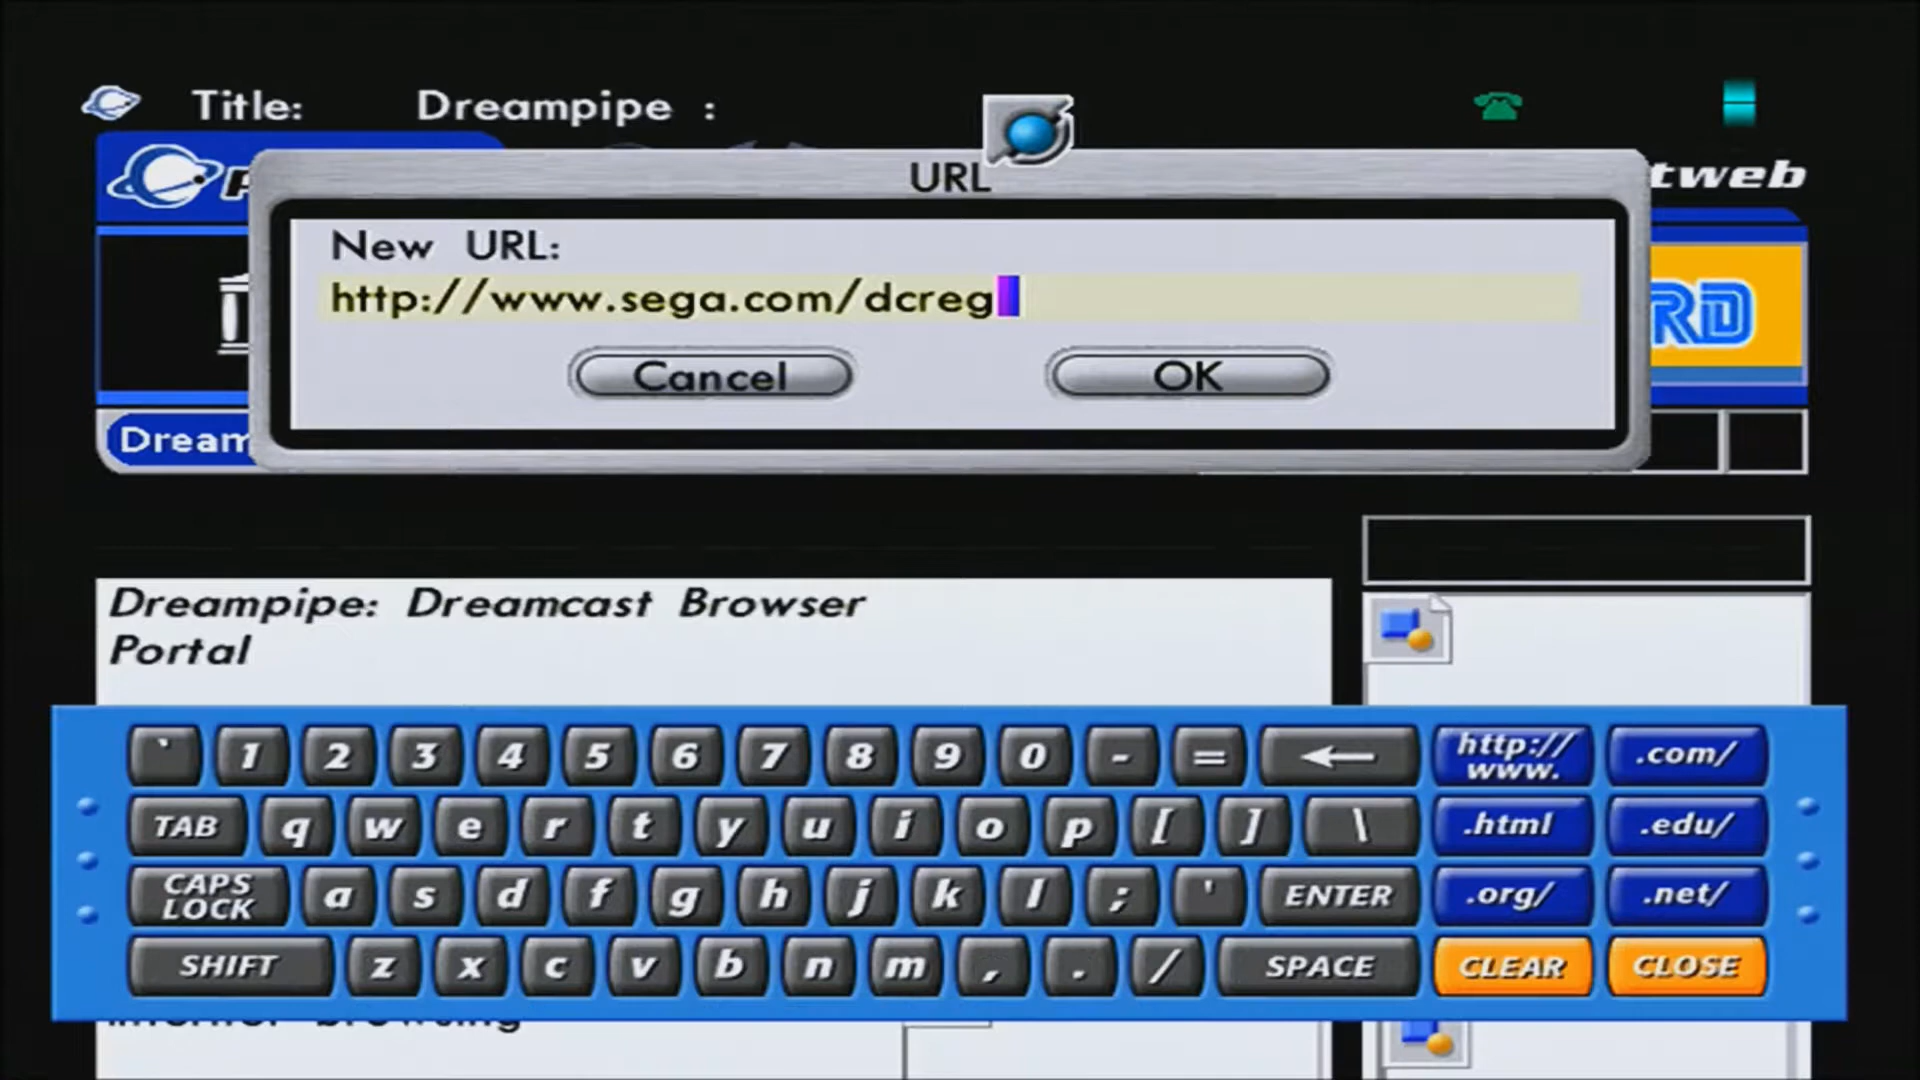 Title: Dreampipe :
URL
tweb
New URL:
http://www.sega.com/dcreg
RD
Cancel OK
Dream
Dreampipe: Dreamcast Browser
Portal
` 1 2 3 4 5 6 7 8 9 0 - = ← http://www. .com/
TAB q w e r t y u i o p [ ] \ .html .edu/
CAPS LOCK a s d f g h j k l ; ' ENTER .org/ .net/
SHIFT z x c v b n m , . / SPACE CLEAR CLOSE